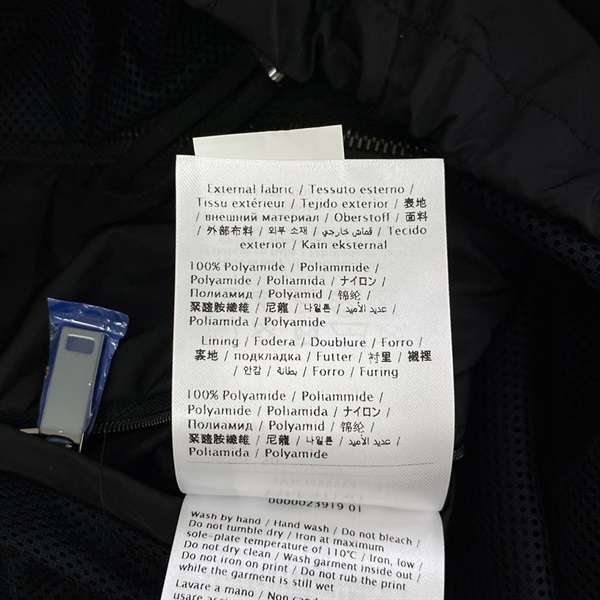 External fabric / Tessuto esterno /
Tissu extérieur / Tejido exterior / 表地
/ внешний материал / Oberstoff / 面料
/ 外部布料 / 외부 소재 / قماش خارجي / Tecido
exterior / Kain eksternal
100% Polyamide / Poliammide /
Polyamide / Poliamida / ナイロン /
Полиамид / Polyamid / 锦纶 /
聚醯胺纖維 / 尼龍 / 나일론 / عديد الأميد /
Poliamida / Polyamide
Lining / Fodera / Doublure / Forro /
裏地 / подкладка / Futter / 衬里 / 襯裡
/ 안감 / بطانة / Forro / Furing
100% Polyamide / Poliammide /
Polyamide / Poliamida / ナイロン /
Полиамид / Polyamid / 锦纶 /
聚醯胺纖維 / 尼龍 / 나일론 / عديد الأميد /
Poliamida / Polyamide
0000023919 01
Wash by hand / Hand wash / Do not bleach /
Do not tumble dry / Iron at maximum
sole-plate temperature of 110°C / Iron, low /
Do not dry clean / Wash garment inside out /
Do not iron on print / Do not rub the print
while the garment is still wet
Lavare a mano / Non
usare